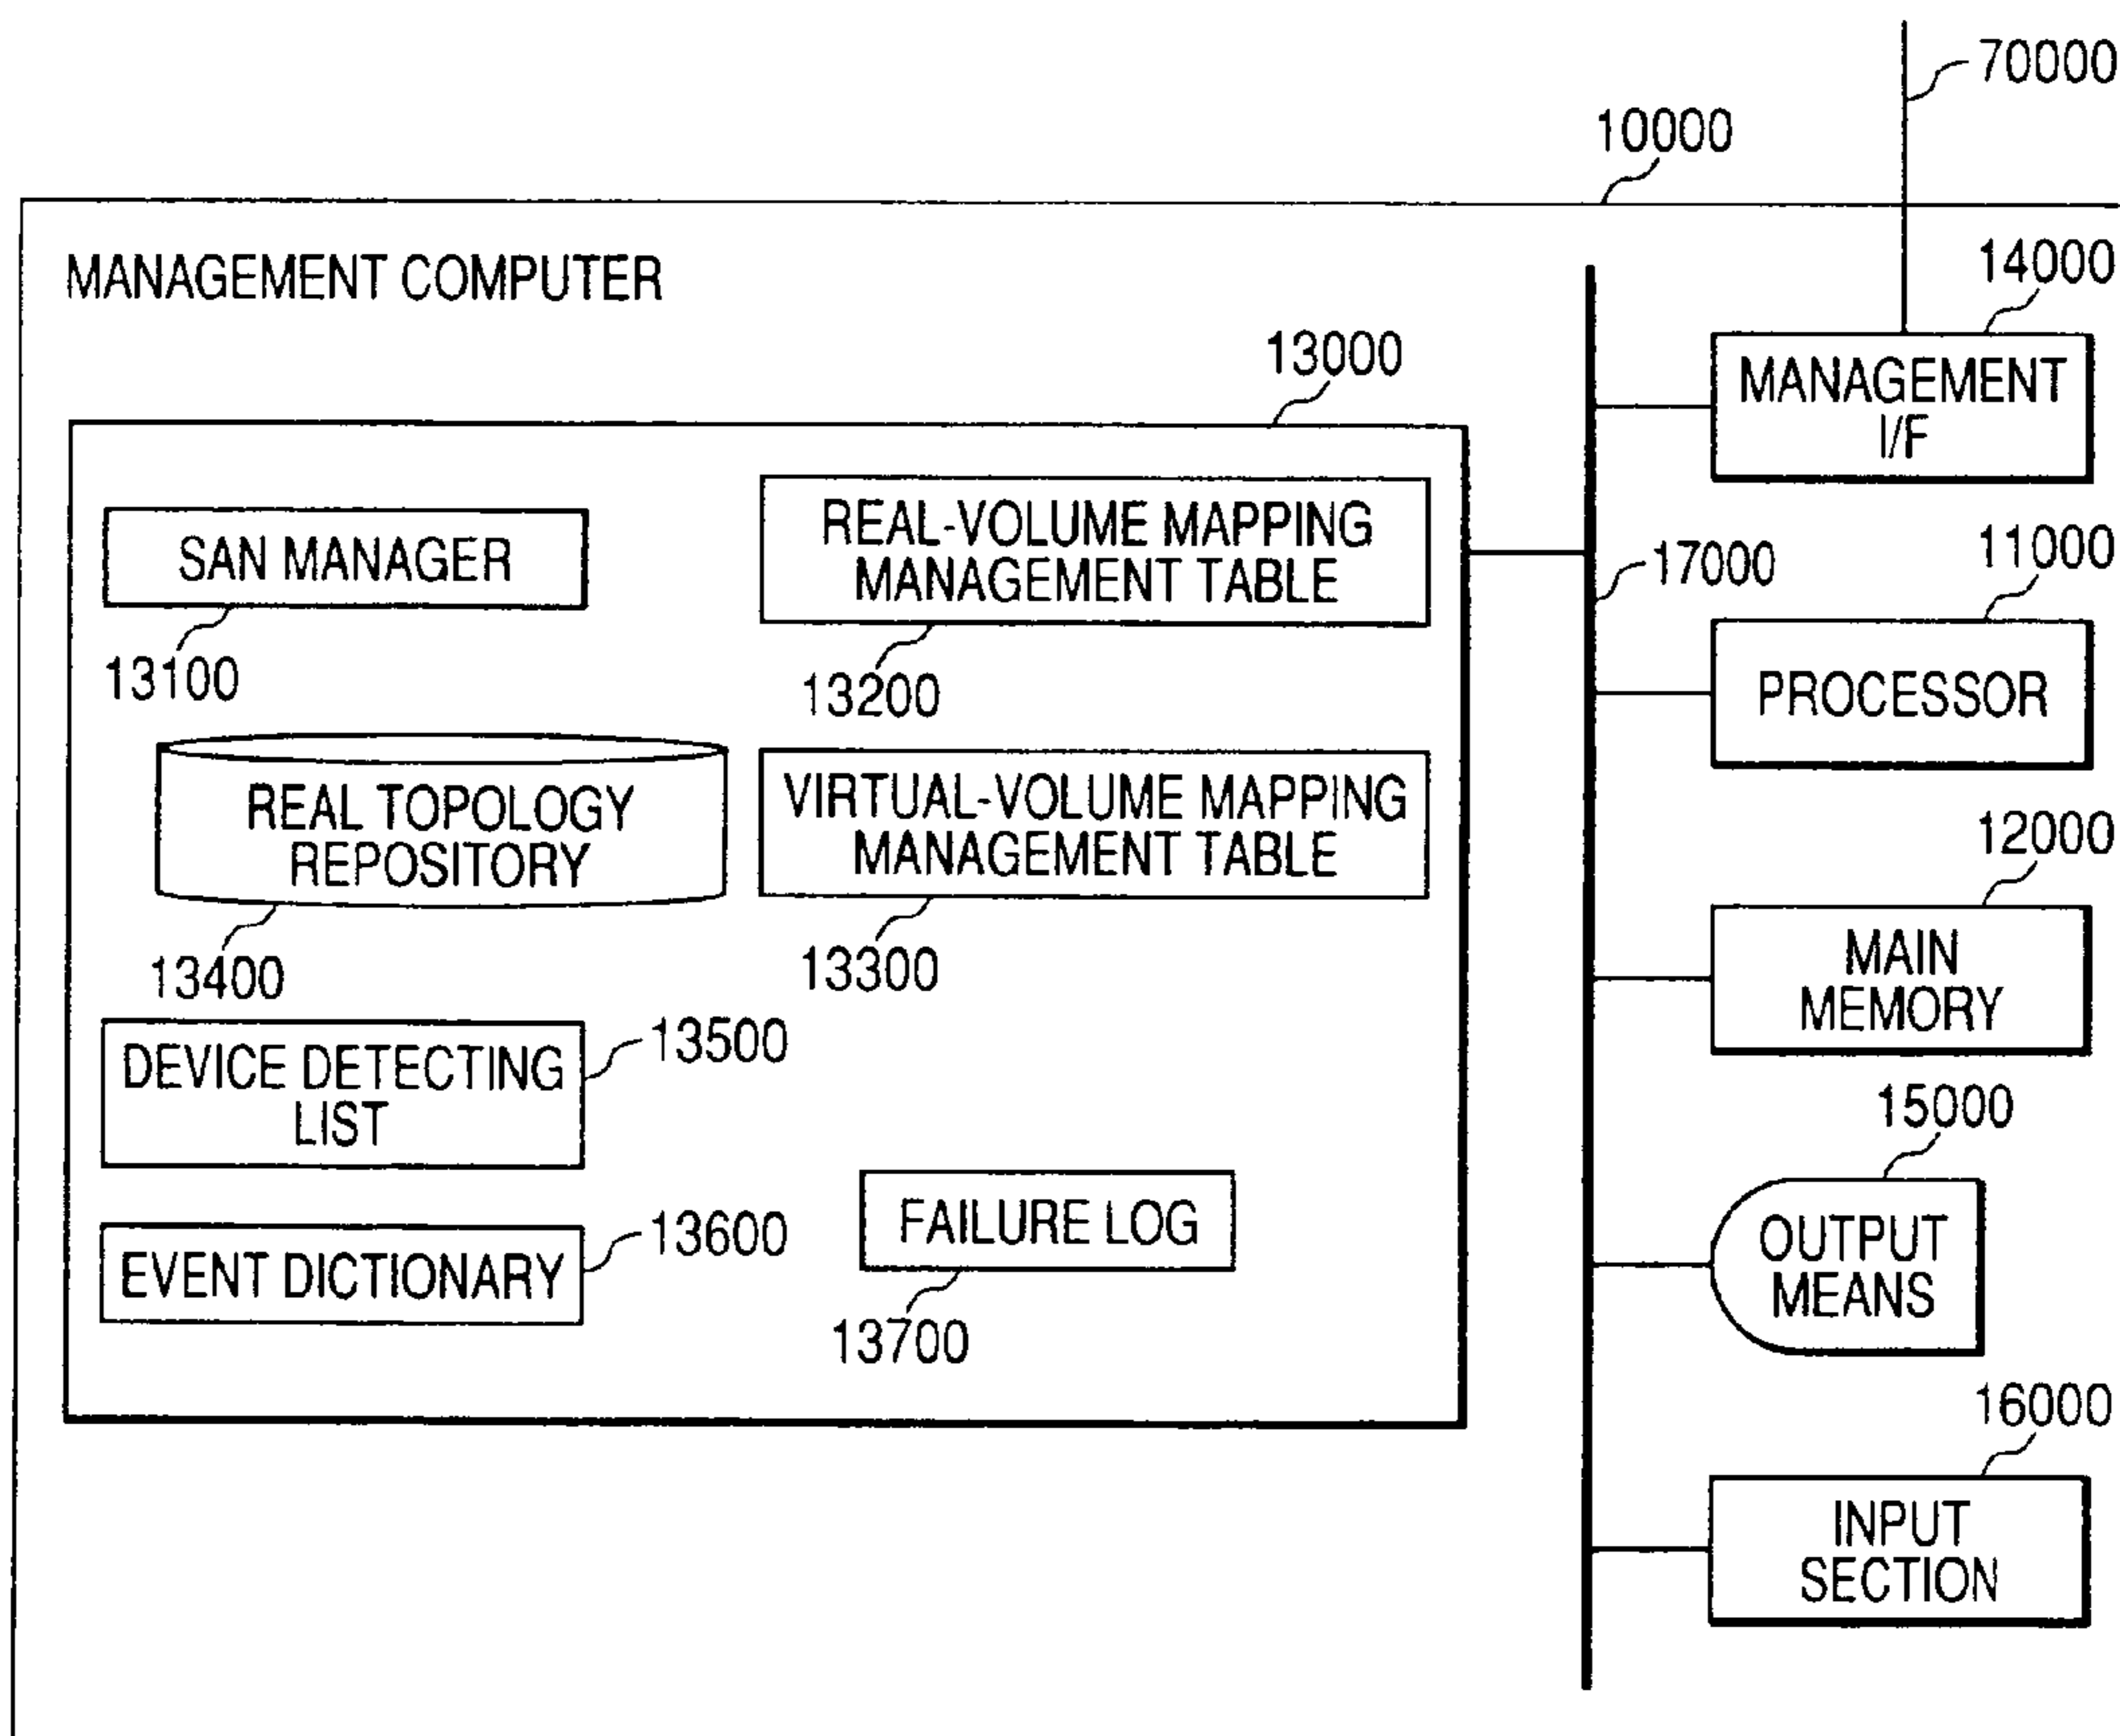 70000
10000
MANAGEMENT COMPUTER
14000
13000
MANAGEMENT
I/F
SAN MANAGER
13100
REAL-VOLUME MAPPING
MANAGEMENT TABLE
13200
17000
11000
PROCESSOR
REAL TOPOLOGY
REPOSITORY
13400
VIRTUAL-VOLUME MAPPING
MANAGEMENT TABLE
13300
12000
MAIN
MEMORY
DEVICE DETECTING
LIST
13500
15000
OUTPUT
MEANS
EVENT DICTIONARY
13600
FAILURE LOG
13700
16000
INPUT
SECTION